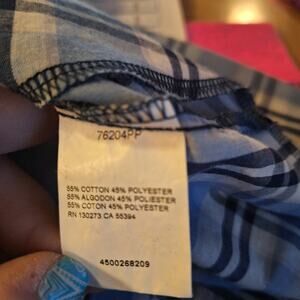 76204PP
55% COTTON 45% POLYESTER
55% ALGODON 45% POLIESTER
55% COTON 45% POLYESTER
RN 130273 CA 55394
4500268209